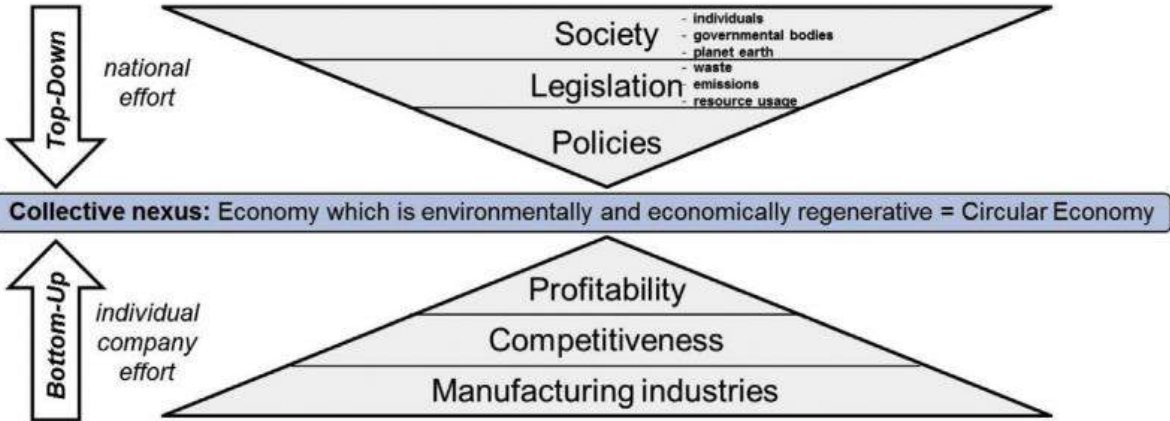 Top-Down
national
effort
Society
- individuals
- governmental bodies
- planet earth
Legislation
- waste
- emissions
- resource usage
Policies
Collective nexus: Economy which is environmentally and economically regenerative = Circular Economy
Bottom-Up
individual
company
effort
Profitability
Competitiveness
Manufacturing industries